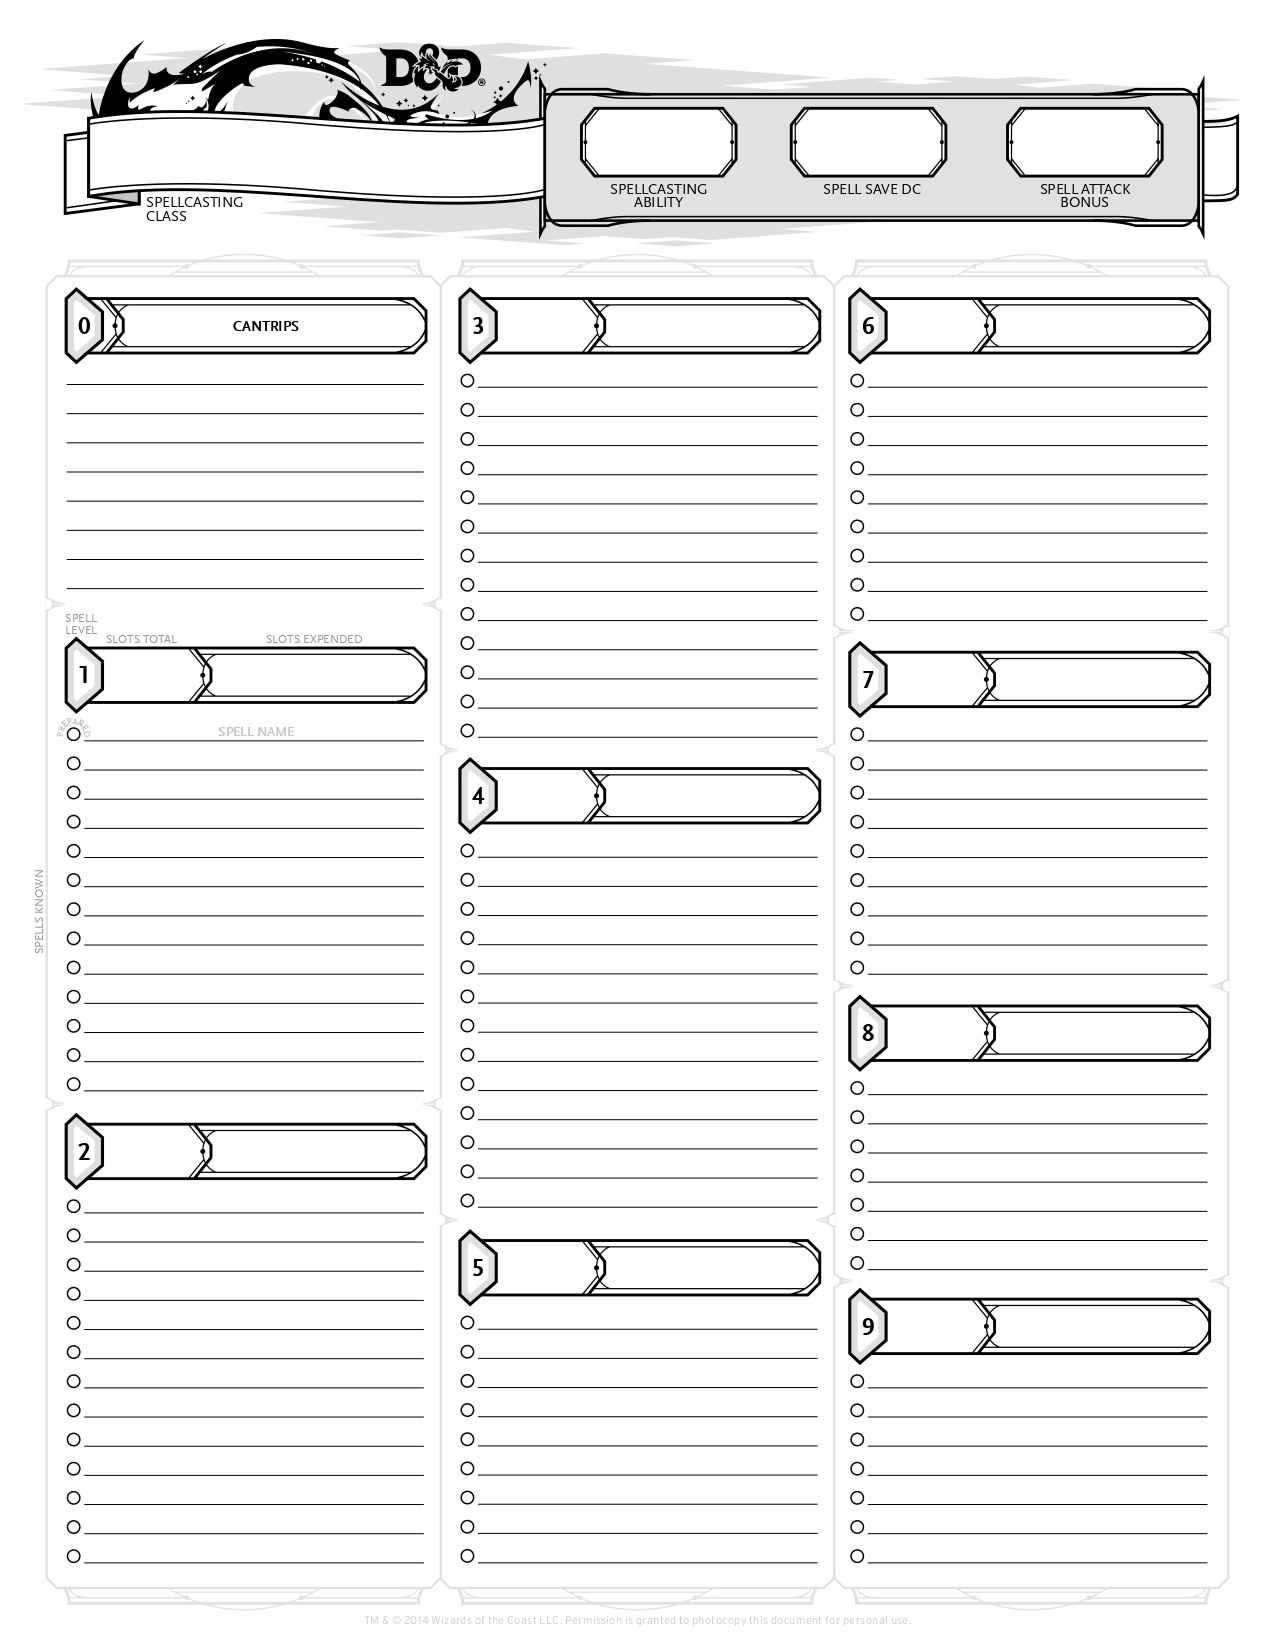 D&D®
SPELLCASTING
CLASS
SPELLCASTING
ABILITY
SPELL SAVE DC
SPELL ATTACK
BONUS
0
CANTRIPS
SPELL
LEVEL
SLOTS TOTAL
SLOTS EXPENDED
1
PREPARED
SPELL NAME
SPELLS KNOWN
2
3
4
5
6
7
8
9
TM & © 2014 Wizards of the Coast LLC. Permission is granted to photocopy this document for personal use.